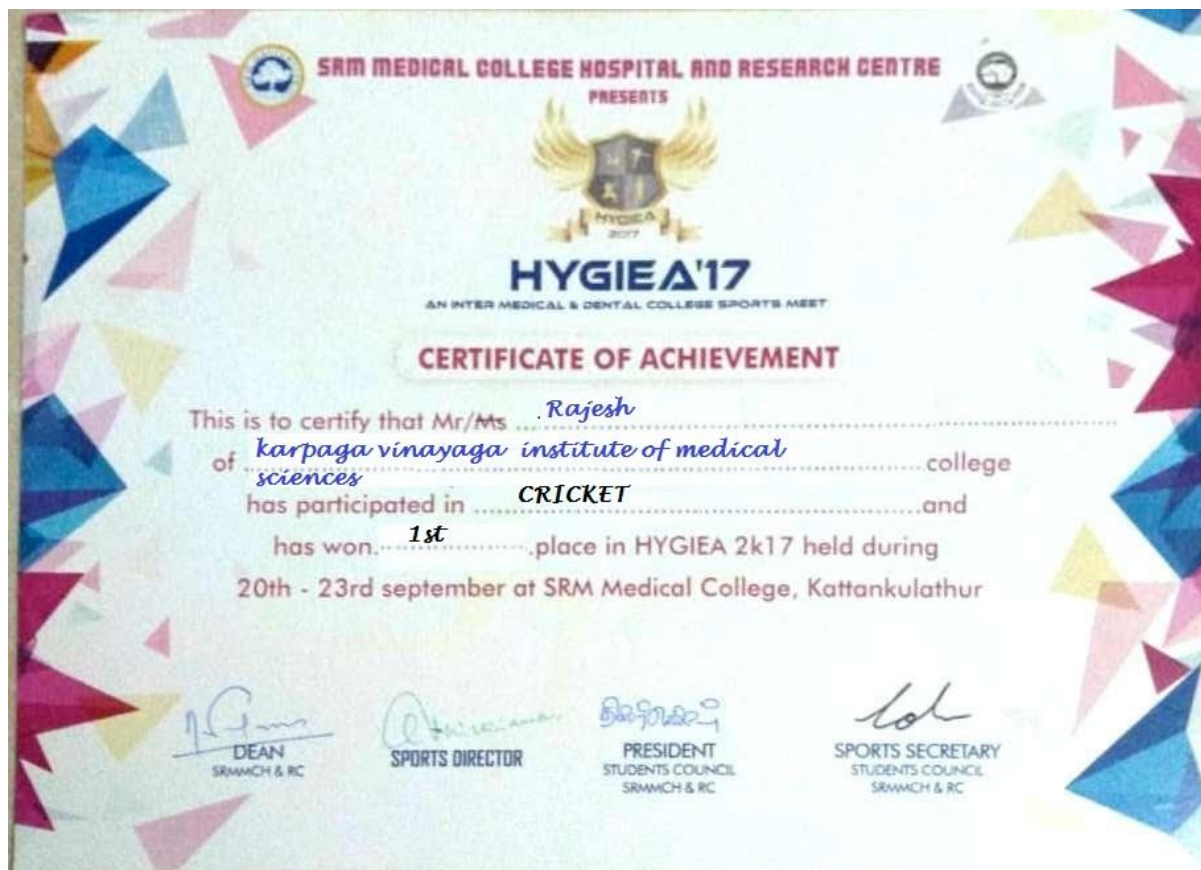 SRM MEDICAL COLLEGE HOSPITAL AND RESEARCH CENTRE
PRESENTS
HYGIEA
2017
HYGIEA'17
AN INTER MEDICAL & DENTAL COLLEGE SPORTS MEET
CERTIFICATE OF ACHIEVEMENT
This is to certify that Mr/Ms ... Rajesh
of karpaga vinayaga institute of medical sciences college
has participated in CRICKET and
has won 1st place in HYGIEA 2k17 held during
20th - 23rd september at SRM Medical College, Kattankulathur
DEAN
SRMMCH & RC
SPORTS DIRECTOR
PRESIDENT
STUDENTS COUNCIL
SRMMCH & RC
SPORTS SECRETARY
STUDENTS COUNCIL
SRMMCH & RC